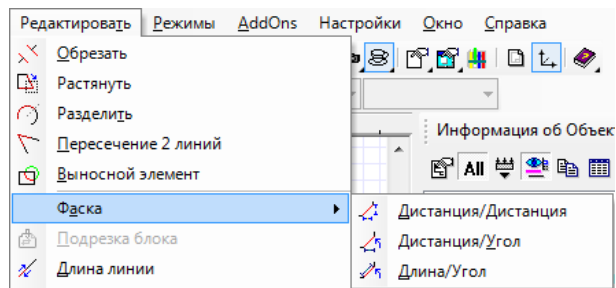 Редактировать Режимы AddOns Настройки Окно Справка
Обрезать
Растянуть
Разделить
Пересечение 2 линий
Выносной элемент
Фаска
Подрезка блока
Длина линии
Информация об Объек
All
Дистанция/Дистанция
Дистанция/Угол
Длина/Угол